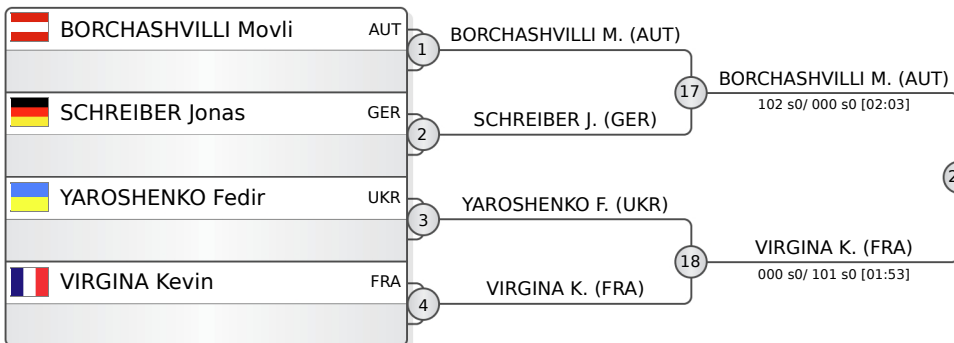 BORCHASHVILLI Movli AUT
SCHREIBER Jonas GER
YAROSHENKO Fedir UKR
VIRGINA Kevin FRA
1
2
3
4
BORCHASHVILLI M. (AUT)
SCHREIBER J. (GER)
YAROSHENKO F. (UKR)
VIRGINA K. (FRA)
17
18
BORCHASHVILLI M. (AUT)
102 s0/ 000 s0 [02:03]
VIRGINA K. (FRA)
000 s0/ 101 s0 [01:53]